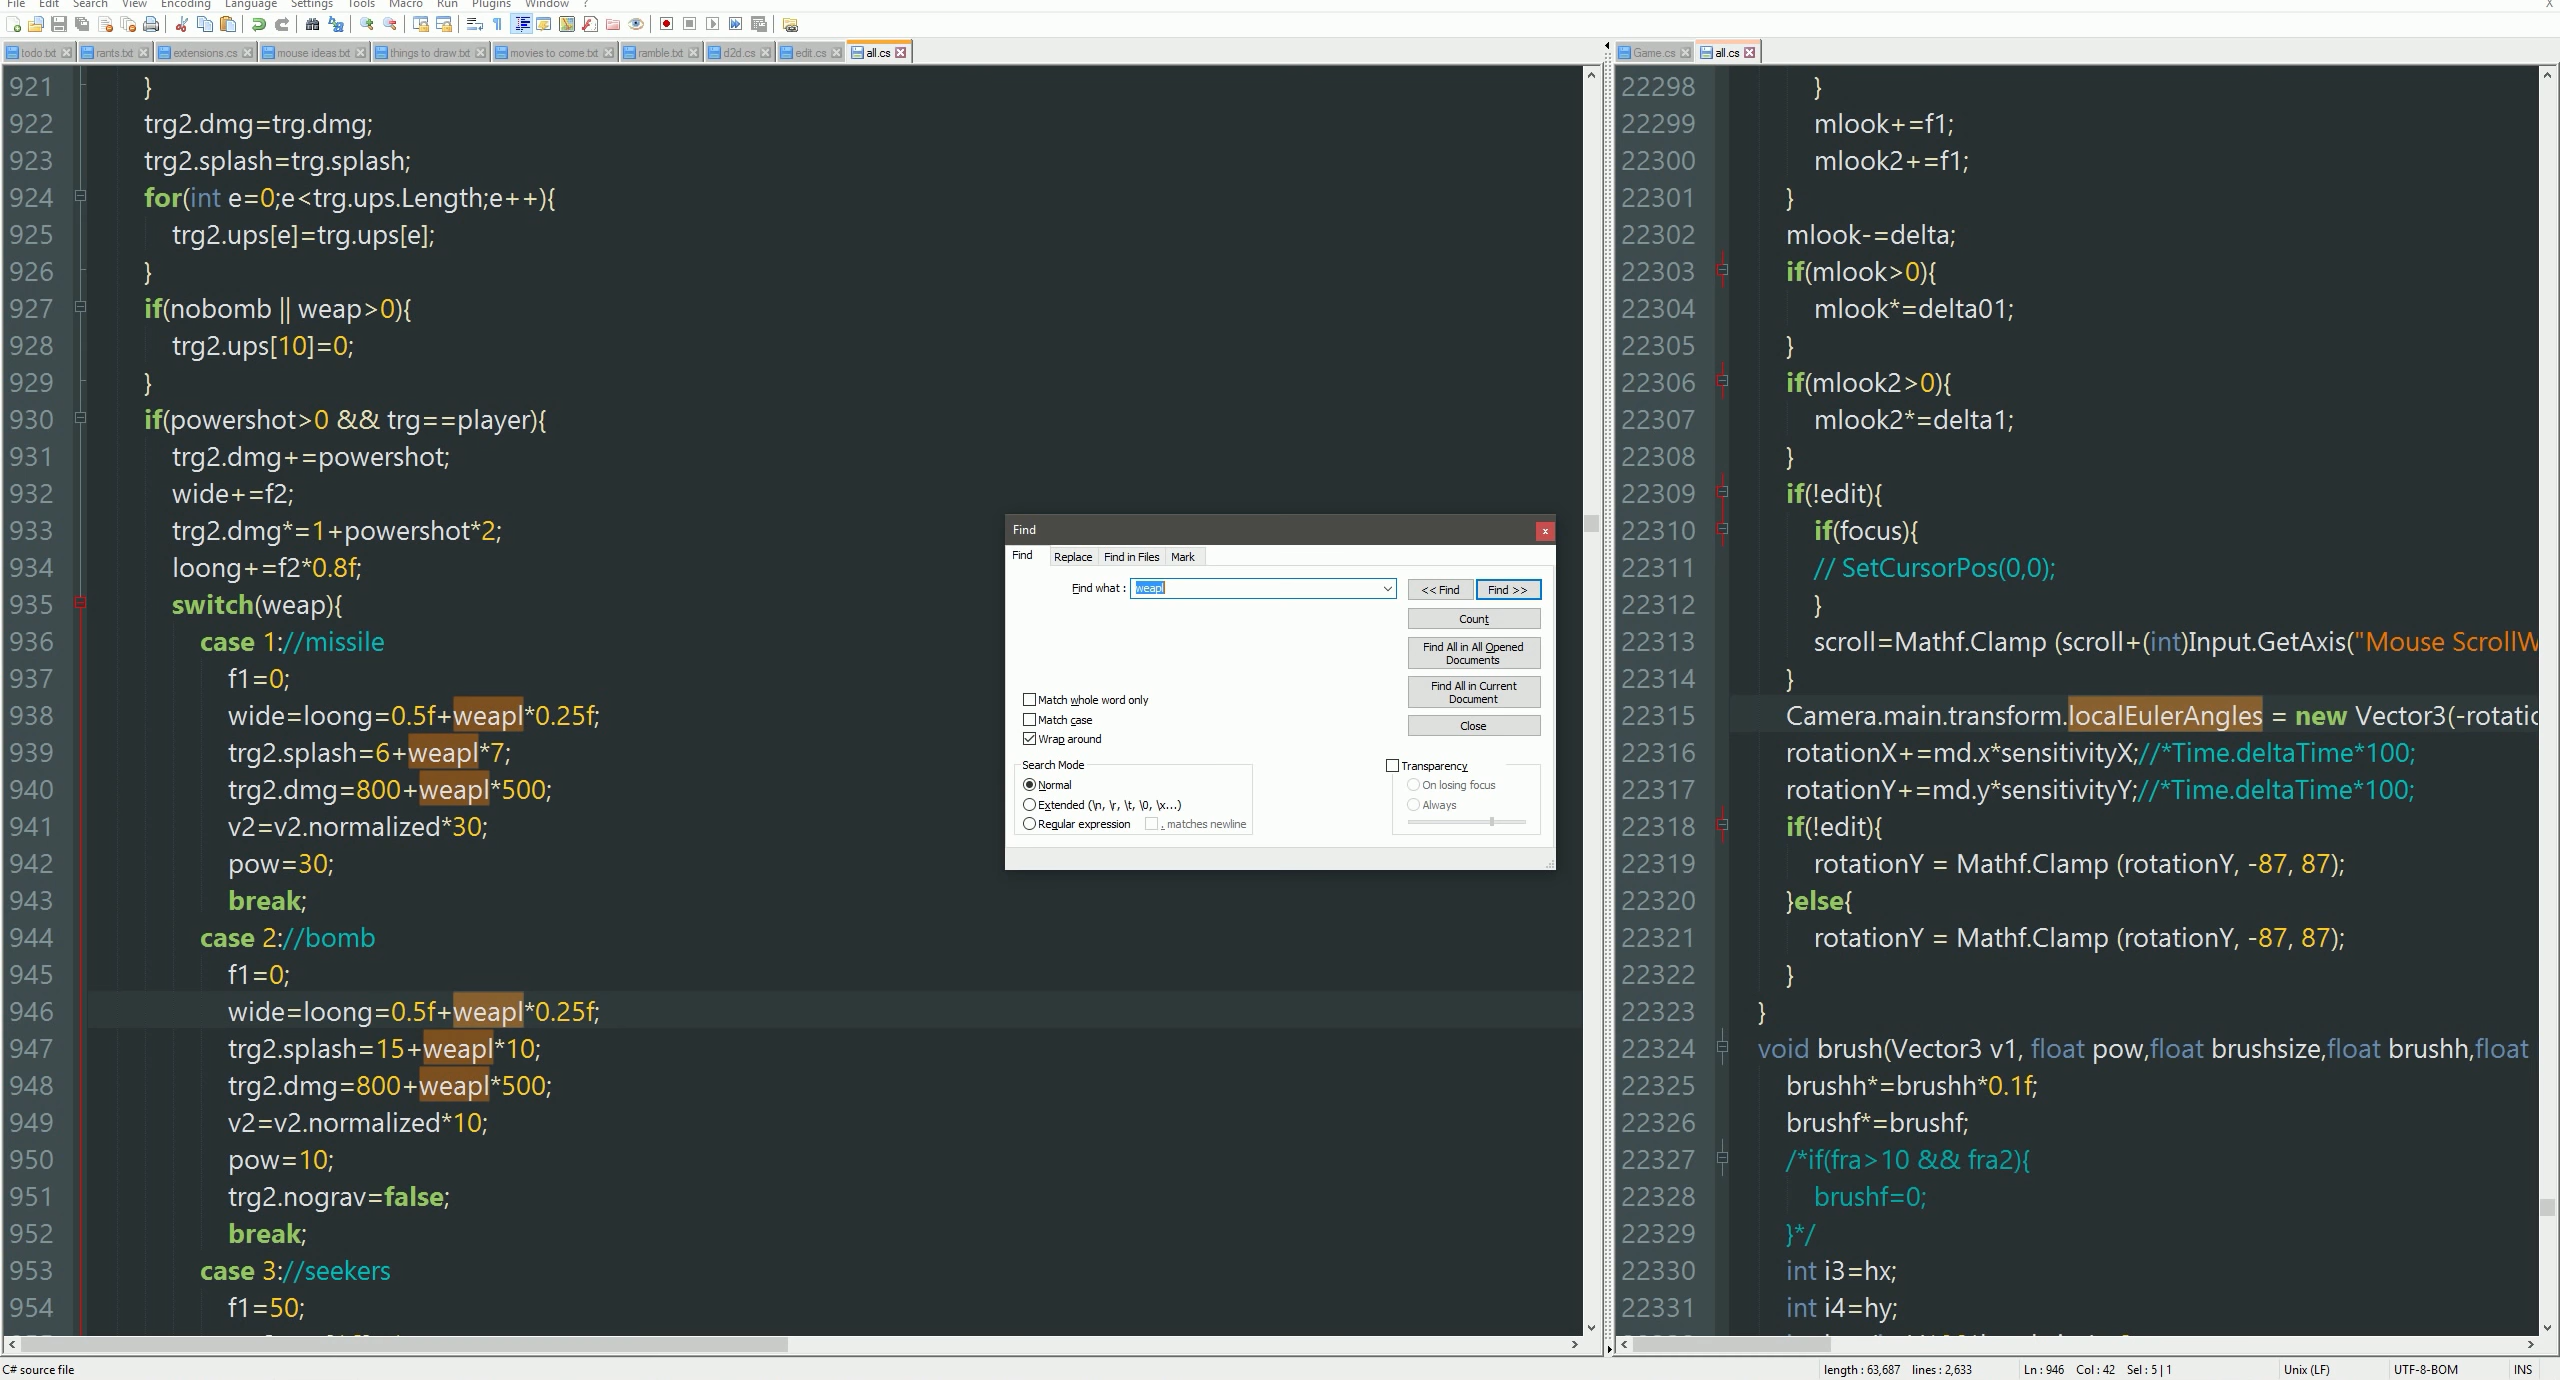 File Edit Search View Encoding Language Settings Tools Macro Run Plugins Window ? X
todo.txt rants.txt extensions.cs mouse ideas.txt things to draw.txt movies to come.txt ramble.txt d2d.cs edit.cs all.cs
921 }
922 trg2.dmg=trg.dmg;
923 trg2.splash=trg.splash;
924 for(int e=0;e<trg.ups.Length;e++){
925 trg2.ups[e]=trg.ups[e];
926 }
927 if(nobomb || weap>0){
928 trg2.ups[10]=0;
929 }
930 if(powershot>0 && trg==player){
931 trg2.dmg+=powershot;
932 wide+=f2;
933 trg2.dmg*=1+powershot*2;
934 loong+=f2*0.8f;
935 switch(weap){
936 case 1://missile
937 f1=0;
938 wide=loong=0.5f+weapl*0.25f;
939 trg2.splash=6+weapl*7;
940 trg2.dmg=800+weapl*500;
941 v2=v2.normalized*30;
942 pow=30;
943 break;
944 case 2://bomb
945 f1=0;
946 wide=loong=0.5f+weapl*0.25f;
947 trg2.splash=15+weapl*10;
948 trg2.dmg=800+weapl*500;
949 v2=v2.normalized*10;
950 pow=10;
951 trg2.nograv=false;
952 break;
953 case 3://seekers
954 f1=50;
Find x
Find Replace Find in Files Mark
Find what : weapl << Find Find >>
Count
Find All in All Opened
Documents
Find All in Current
Document
Close
Match whole word only
Match case
Wrap around
Search Mode
Normal
Extended (\n, \r, \t, \0, \x...)
Regular expression . matches newline
Transparency
On losing focus
Always
Game.cs all.cs
22298 }
22299 mlook+=f1;
22300 mlook2+=f1;
22301 }
22302 mlook-=delta;
22303 if(mlook>0){
22304 mlook*=delta01;
22305 }
22306 if(mlook2>0){
22307 mlook2*=delta1;
22308 }
22309 if(!edit){
22310 if(focus){
22311 // SetCursorPos(0,0);
22312 }
22313 scroll=Mathf.Clamp (scroll+(int)Input.GetAxis("Mouse ScrollW
22314 }
22315 Camera.main.transform.localEulerAngles = new Vector3(-rotatic
22316 rotationX+=md.x*sensitivityX;//*Time.deltaTime*100;
22317 rotationY+=md.y*sensitivityY;//*Time.deltaTime*100;
22318 if(!edit){
22319 rotationY = Mathf.Clamp (rotationY, -87, 87);
22320 }else{
22321 rotationY = Mathf.Clamp (rotationY, -87, 87);
22322 }
22323 }
22324 void brush(Vector3 v1, float pow,float brushsize,float brushh,float
22325 brushh*=brushh*0.1f;
22326 brushf*=brushf;
22327 /*if(fra>10 && fra2){
22328 brushf=0;
22329 }*/
22330 int i3=hx;
22331 int i4=hy;
C# source file length : 63,687 lines : 2,633 Ln : 946 Col : 42 Sel : 5 | 1 Unix (LF) UTF-8-BOM INS